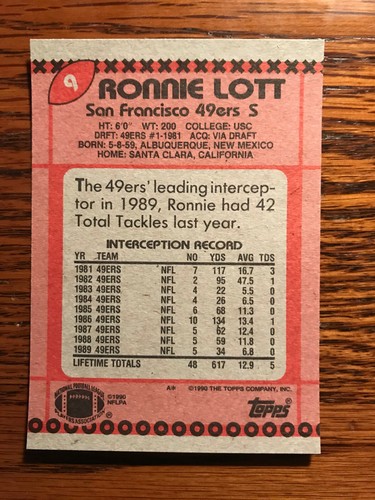 9
RONNIE LOTT
San Francisco 49ers S
HT: 6'0" WT: 200 COLLEGE: USC
DRFT: 49ERS #1-1981 ACQ: VIA DRAFT
BORN: 5-8-59, ALBUQUERQUE, NEW MEXICO
HOME: SANTA CLARA, CALIFORNIA
The 49ers' leading intercep-
tor in 1989, Ronnie had 42
Total Tackles last year.
INTERCEPTION RECORD
YR TEAM NO YDS AVG TDS
1981 49ERS NFL 7 117 16.7 3
1982 49ERS NFL 2 95 47.5 1
1983 49ERS NFL 4 22 5.5 0
1984 49ERS NFL 4 26 6.5 0
1985 49ERS NFL 6 68 11.3 0
1986 49ERS NFL 10 134 13.4 1
1987 49ERS NFL 5 62 12.4 0
1988 49ERS NFL 5 59 11.8 0
1989 49ERS NFL 5 34 6.8 0
LIFETIME TOTALS 48 617 12.9 5
NATIONAL FOOTBALL LEAGUE
PLAYERS ASSOCIATION
©1990
NFLPA
A* ©1990 THE TOPPS COMPANY, INC.
topps®